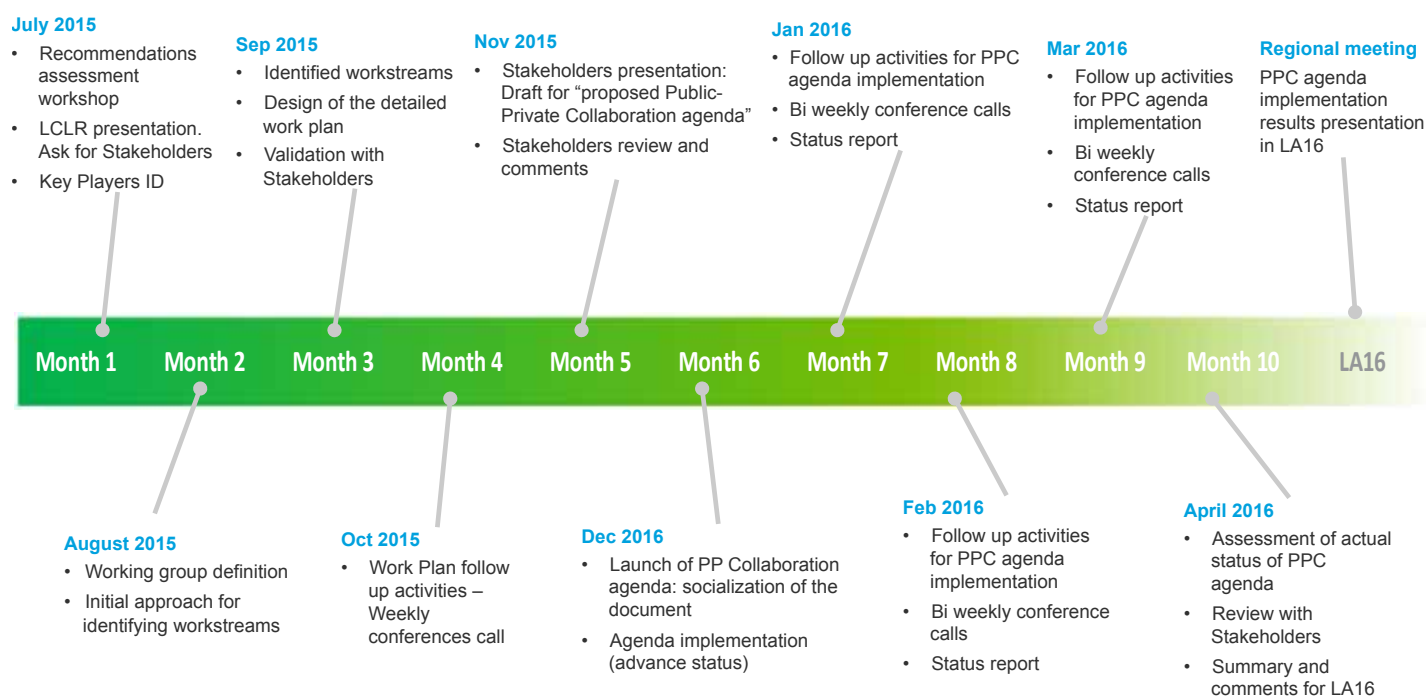 July 2015
• Recommendations
assessment
workshop
• LCLR presentation.
Ask for Stakeholders
• Key Players ID
Sep 2015
• Identified workstreams
• Design of the detailed
work plan
• Validation with
Stakeholders
Nov 2015
• Stakeholders presentation:
Draft for “proposed Public-
Private Collaboration agenda”
• Stakeholders review and
comments
Jan 2016
• Follow up activities for PPC
agenda implementation
• Bi weekly conference calls
• Status report
Mar 2016
• Follow up activities
for PPC agenda
implementation
• Bi weekly
conference calls
• Status report
Regional meeting
PPC agenda
implementation
results presentation
in LA16
Month 1
Month 2
Month 3
Month 4
Month 5
Month 6
Month 7
Month 8
Month 9
Month 10
LA16
August 2015
• Working group definition
• Initial approach for
identifying workstreams
Oct 2015
• Work Plan follow
up activities –
Weekly
conferences call
Dec 2016
• Launch of PP Collaboration
agenda: socialization of the
document
• Agenda implementation
(advance status)
Feb 2016
• Follow up activities
for PPC agenda
implementation
• Bi weekly conference
calls
• Status report
April 2016
• Assessment of actual
status of PPC
agenda
• Review with
Stakeholders
• Summary and
comments for LA16